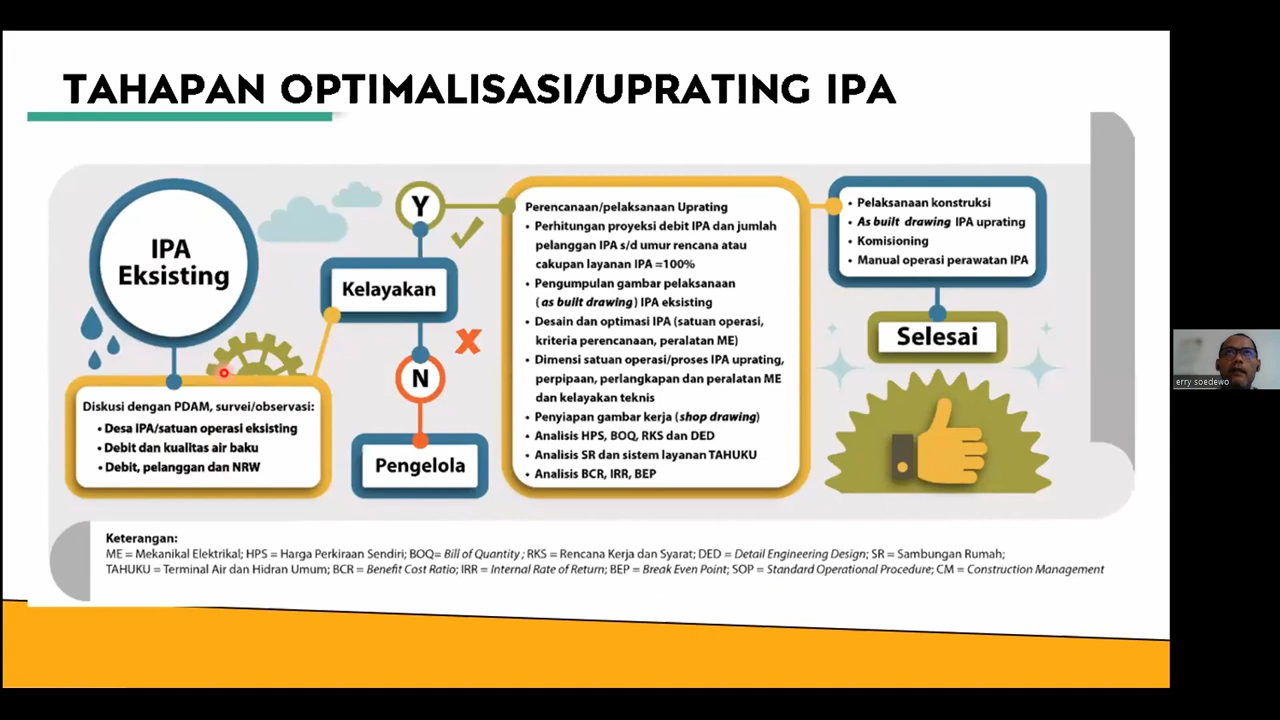 TAHAPAN OPTIMALISASI/UPRATING IPA
IPA
Eksisting
Diskusi dengan PDAM, survei/observasi:
• Desa IPA/satuan operasi eksisting
• Debit dan kualitas air baku
• Debit, pelanggan dan NRW
Y
Kelayakan
N
Pengelola
Perencanaan/pelaksanaan Uprating
• Perhitungan proyeksi debit IPA dan jumlah
pelanggan IPA s/d umur rencana atau
cakupan layanan IPA =100%
• Pengumpulan gambar pelaksanaan
(as built drawing) IPA eksisting
• Desain dan optimasi IPA (satuan operasi,
kriteria perencanaan, peralatan ME)
• Dimensi satuan operasi/proses IPA uprating,
perpipaan, perlangkapan dan peralatan ME
dan kelayakan teknis
• Penyiapan gambar kerja (shop drawing)
• Analisis HPS, BOQ, RKS dan DED
• Analisis SR dan sistem layanan TAHUKU
• Analisis BCR, IRR, BEP
• Pelaksanaan konstruksi
• As built drawing IPA uprating
• Komisioning
• Manual operasi perawatan IPA
Selesai
Keterangan:
ME = Mekanikal Elektrikal; HPS = Harga Perkiraan Sendiri; BOQ= Bill of Quantity ; RKS = Rencana Kerja dan Syarat; DED = Detail Engineering Design; SR = Sambungan Rumah;
TAHUKU = Terminal Air dan Hidran Umum; BCR = Benefit Cost Ratio; IRR = Internal Rate of Return; BEP = Break Even Point; SOP = Standard Operational Procedure; CM = Construction Management
erry soedewo